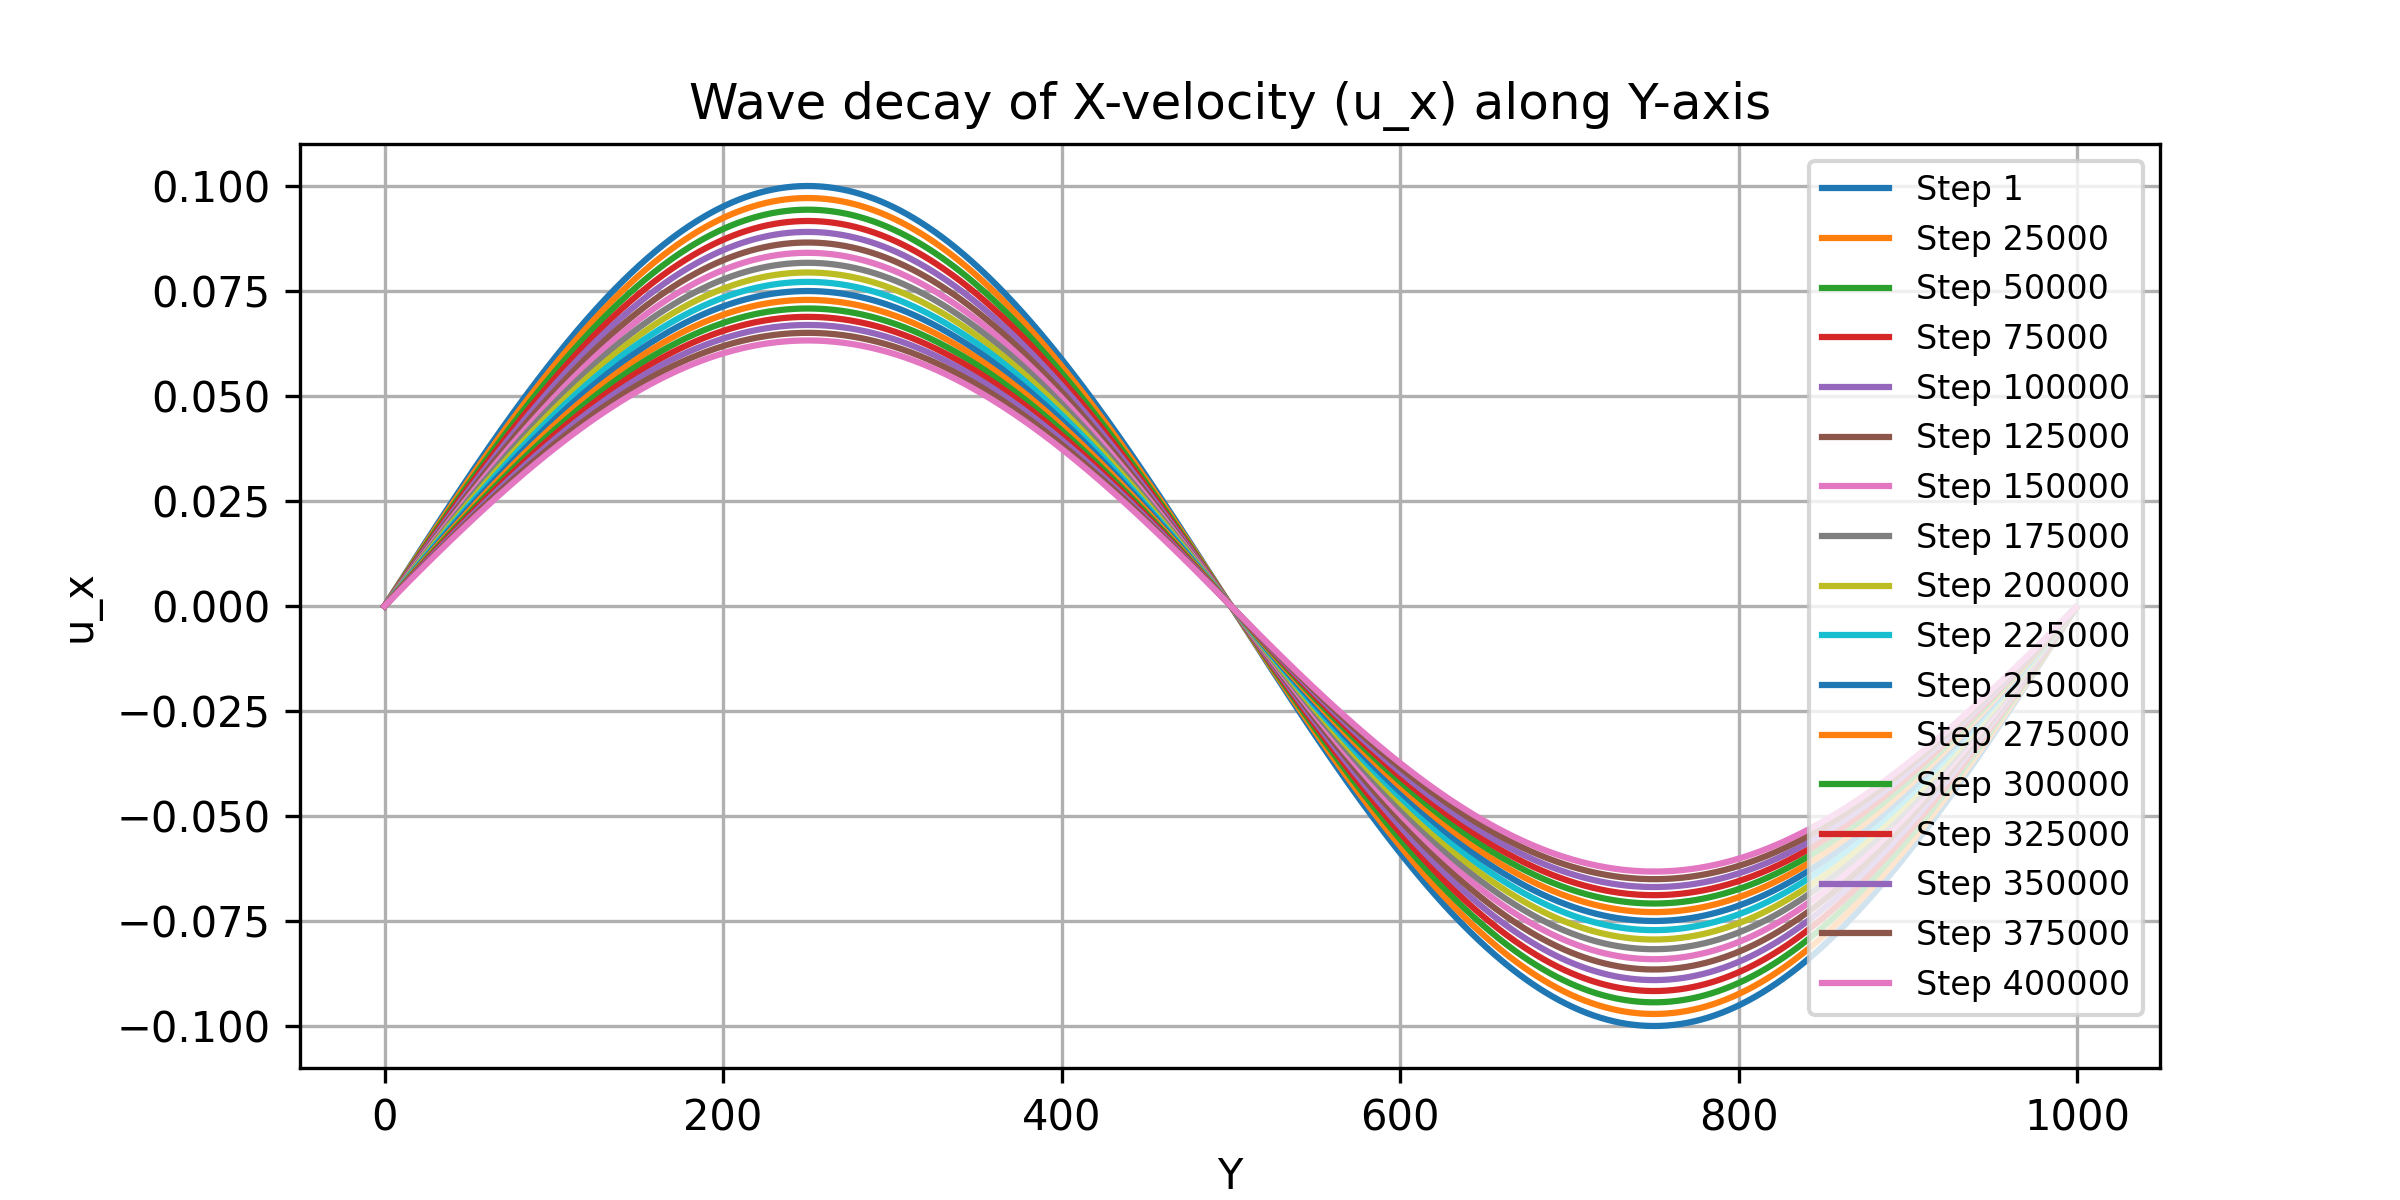 Wave decay of X-velocity (u_x) along Y-axis
u_x
0.100
0.075
0.050
0.025
0.000
−0.025
−0.050
−0.075
−0.100
Step 1
Step 25000
Step 50000
Step 75000
Step 100000
Step 125000
Step 150000
Step 175000
Step 200000
Step 225000
Step 250000
Step 275000
Step 300000
Step 325000
Step 350000
Step 375000
Step 400000
0 200 400 600 800 1000
Y